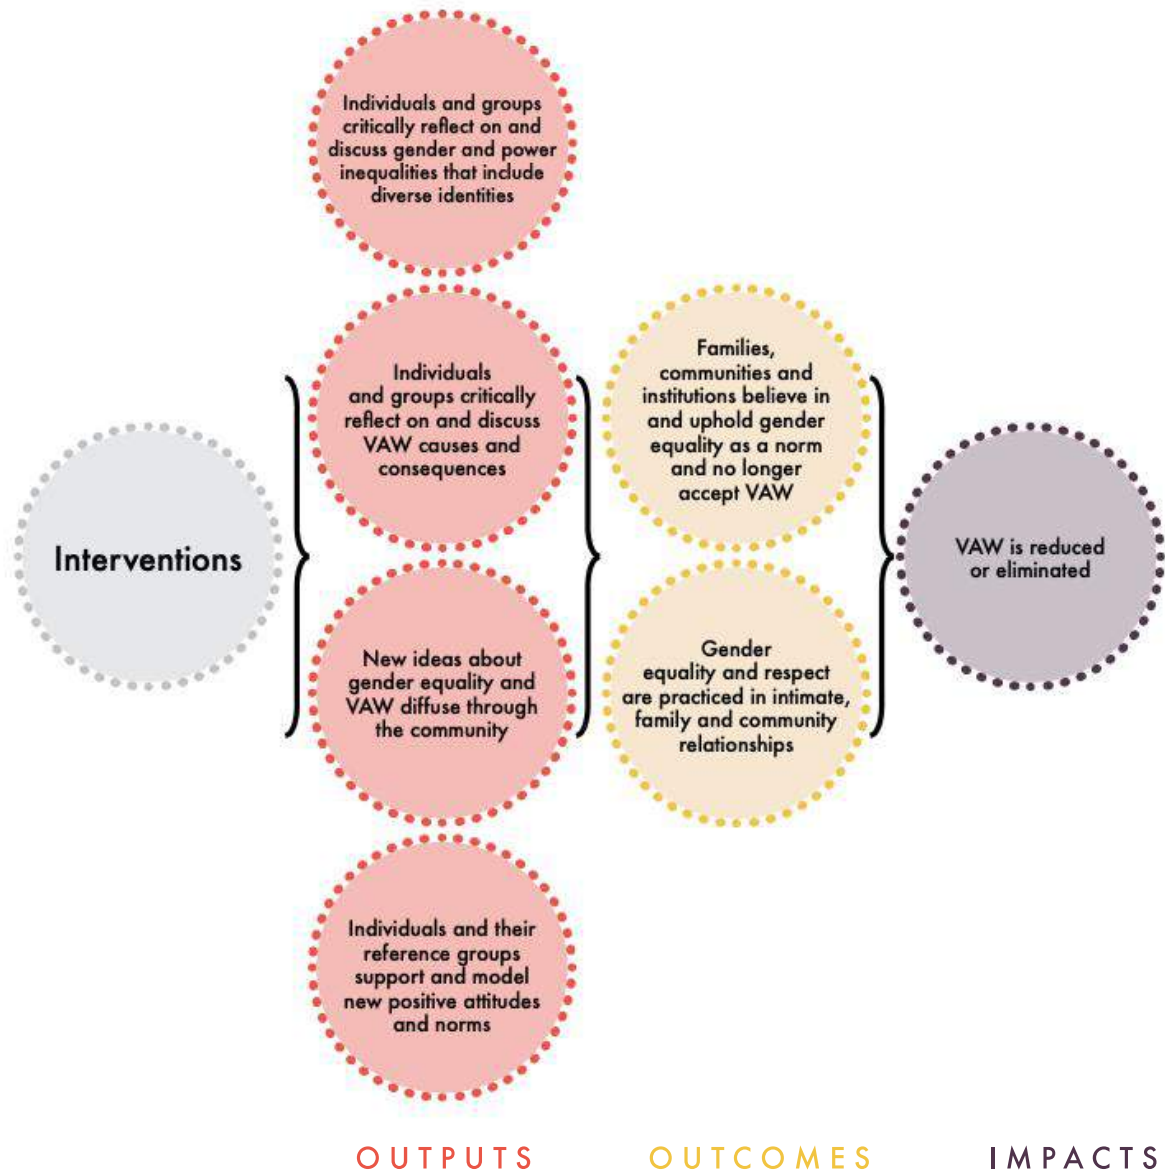 Individuals and groups
critically reflect on and
discuss gender and power
inequalities that include
diverse identities
Individuals
and groups critically
reflect on and discuss
VAW causes and
consequences
Families,
communities and
institutions believe in
and uphold gender
equality as a norm
and no longer
accept VAW
Interventions
VAW is reduced
or eliminated
New ideas about
gender equality and
VAW diffuse through
the community
Gender
equality and respect
are practiced in intimate,
family and community
relationships
Individuals and their
reference groups
support and model
new positive attitudes
and norms
OUTPUTS
OUTCOMES
IMPACTS